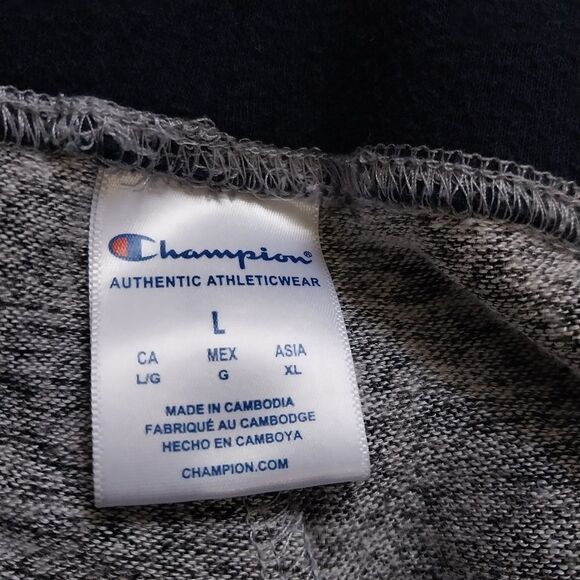 Champion®
AUTHENTIC ATHLETICWEAR
L
CA MEX ASIA
L/G G XL
MADE IN CAMBODIA
FABRIQUÉ AU CAMBODGE
HECHO EN CAMBOYA
CHAMPION.COM